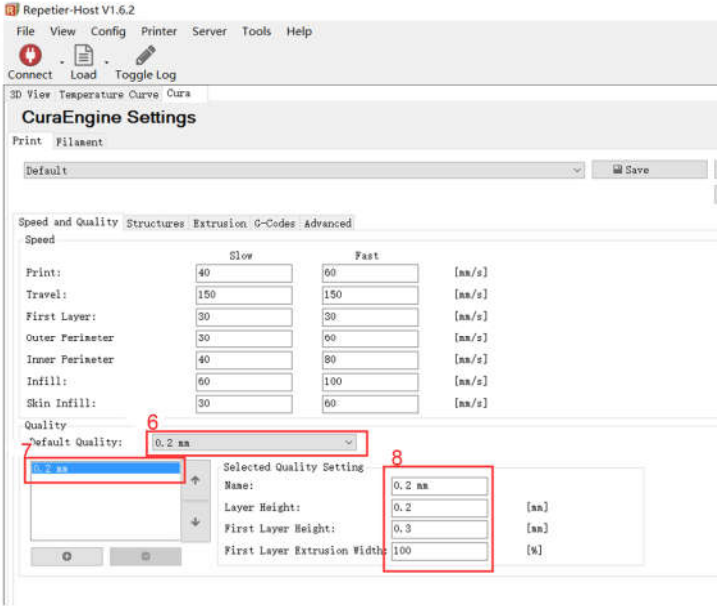 Repetier-Host V1.6.2
File View Config Printer Server Tools Help
Connect Load Toggle Log
3D View Temperature Curve Cura
CuraEngine Settings
Print Filament
Default Save
Speed and Quality Structures Extrusion G-Codes Advanced
Speed
Slow Fast
Print: 40 60 [mm/s]
Travel: 150 150 [mm/s]
First Layer: 30 30 [mm/s]
Outer Perimeter 30 60 [mm/s]
Inner Perimeter 40 80 [mm/s]
Infill: 60 100 [mm/s]
Skin Infill: 30 60 [mm/s]
Quality 6
Default Quality: 0.2 mm
7 8
0.2 mm Selected Quality Setting
Name: 0.2 mm
Layer Height: 0.2 [mm]
First Layer Height: 0.3 [mm]
First Layer Extrusion Width: 100 [%]